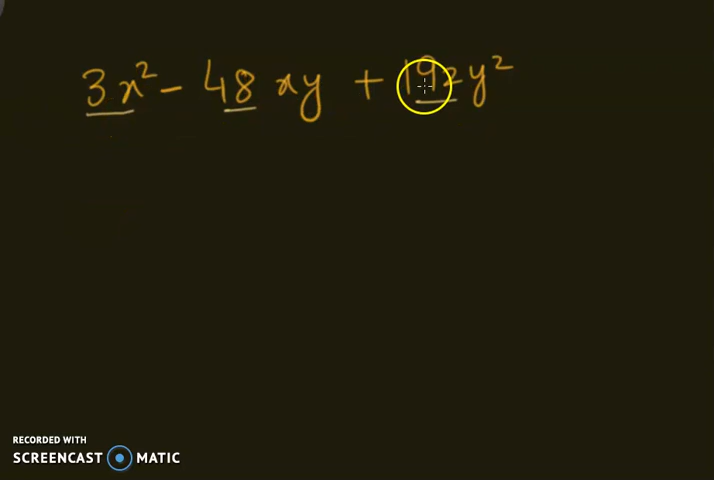 3x² - 48xy + 192y²
RECORDED WITH
SCREENCAST MATIC